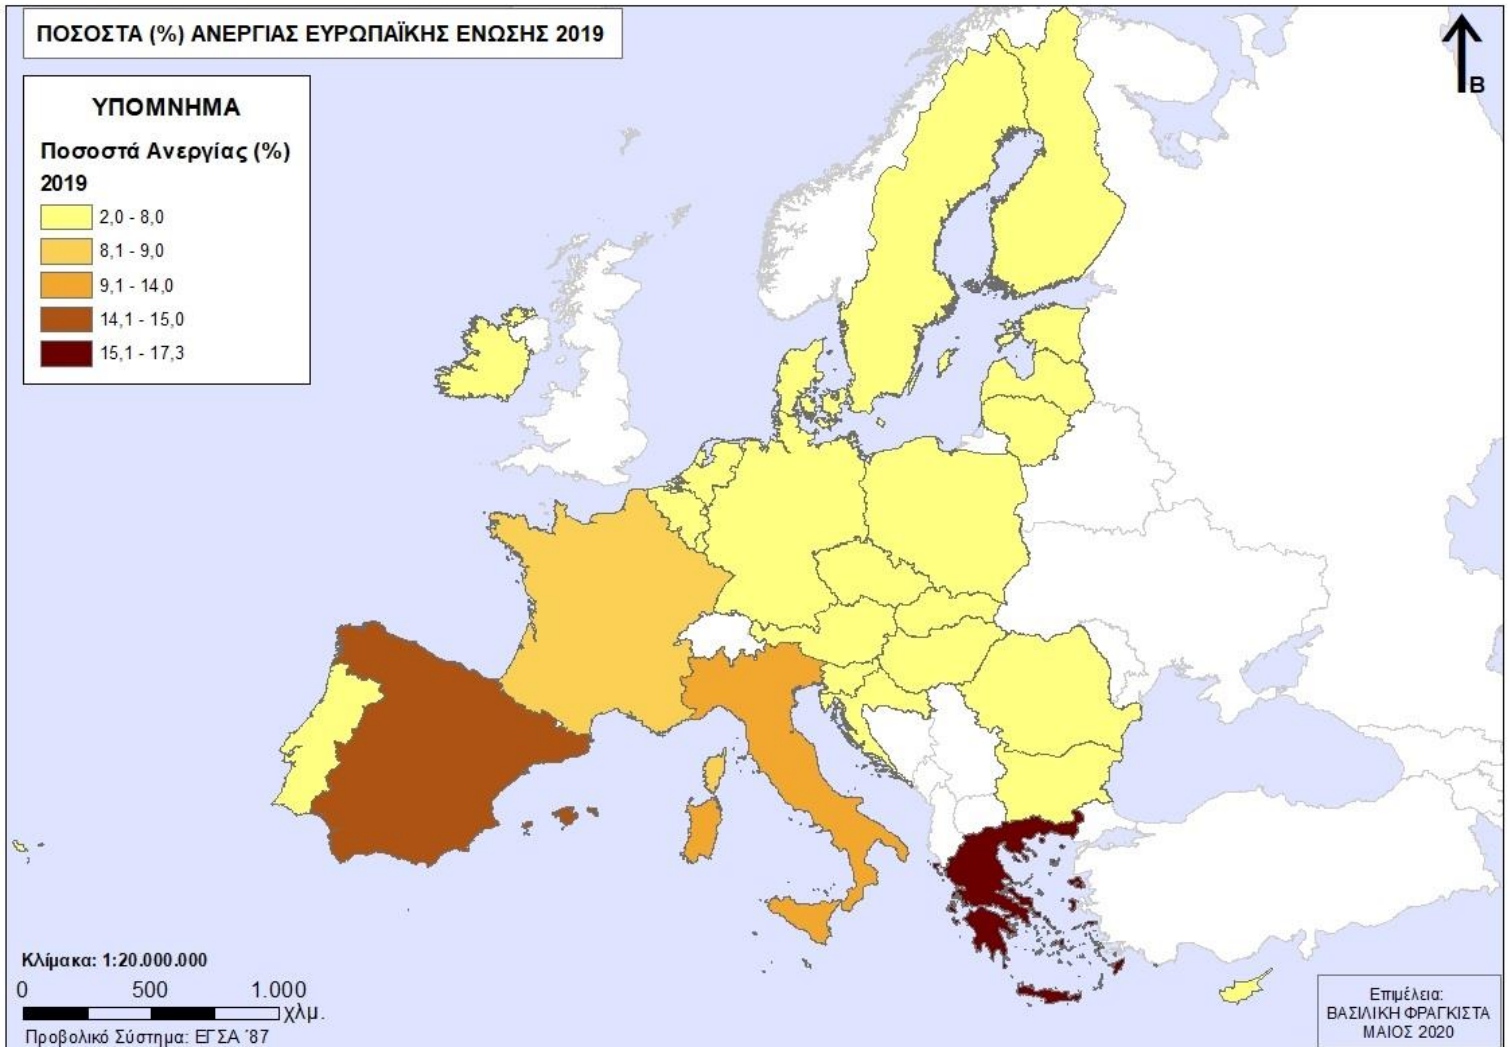 ΠΟΣΟΣΤΑ (%) ΑΝΕΡΓΙΑΣ ΕΥΡΩΠΑΪΚΗΣ ΕΝΩΣΗΣ 2019
Β
ΥΠΟΜΝΗΜΑ
Ποσοστά Ανεργίας (%)
2019
2,0 - 8,0
8,1 - 9,0
9,1 - 14,0
14,1 - 15,0
15,1 - 17,3
Κλίμακα: 1:20.000.000
0 500 1.000
χλμ.
Προβολικό Σύστημα: ΕΓΣΑ ΄87
Επιμέλεια:
ΒΑΣΙΛΙΚΗ ΦΡΑΓΚΙΣΤΑ
ΜΑΙΟΣ 2020